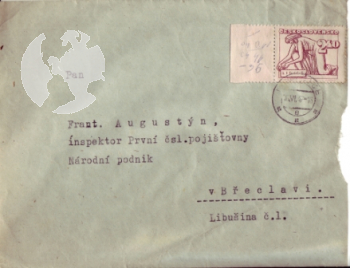 ČESKOSLOVENSKO
Pan
Frant. Augustýn,
inspektor První čsl.pojišťovny
Národní podnik
v Břeclavi.
Libušina č.1.